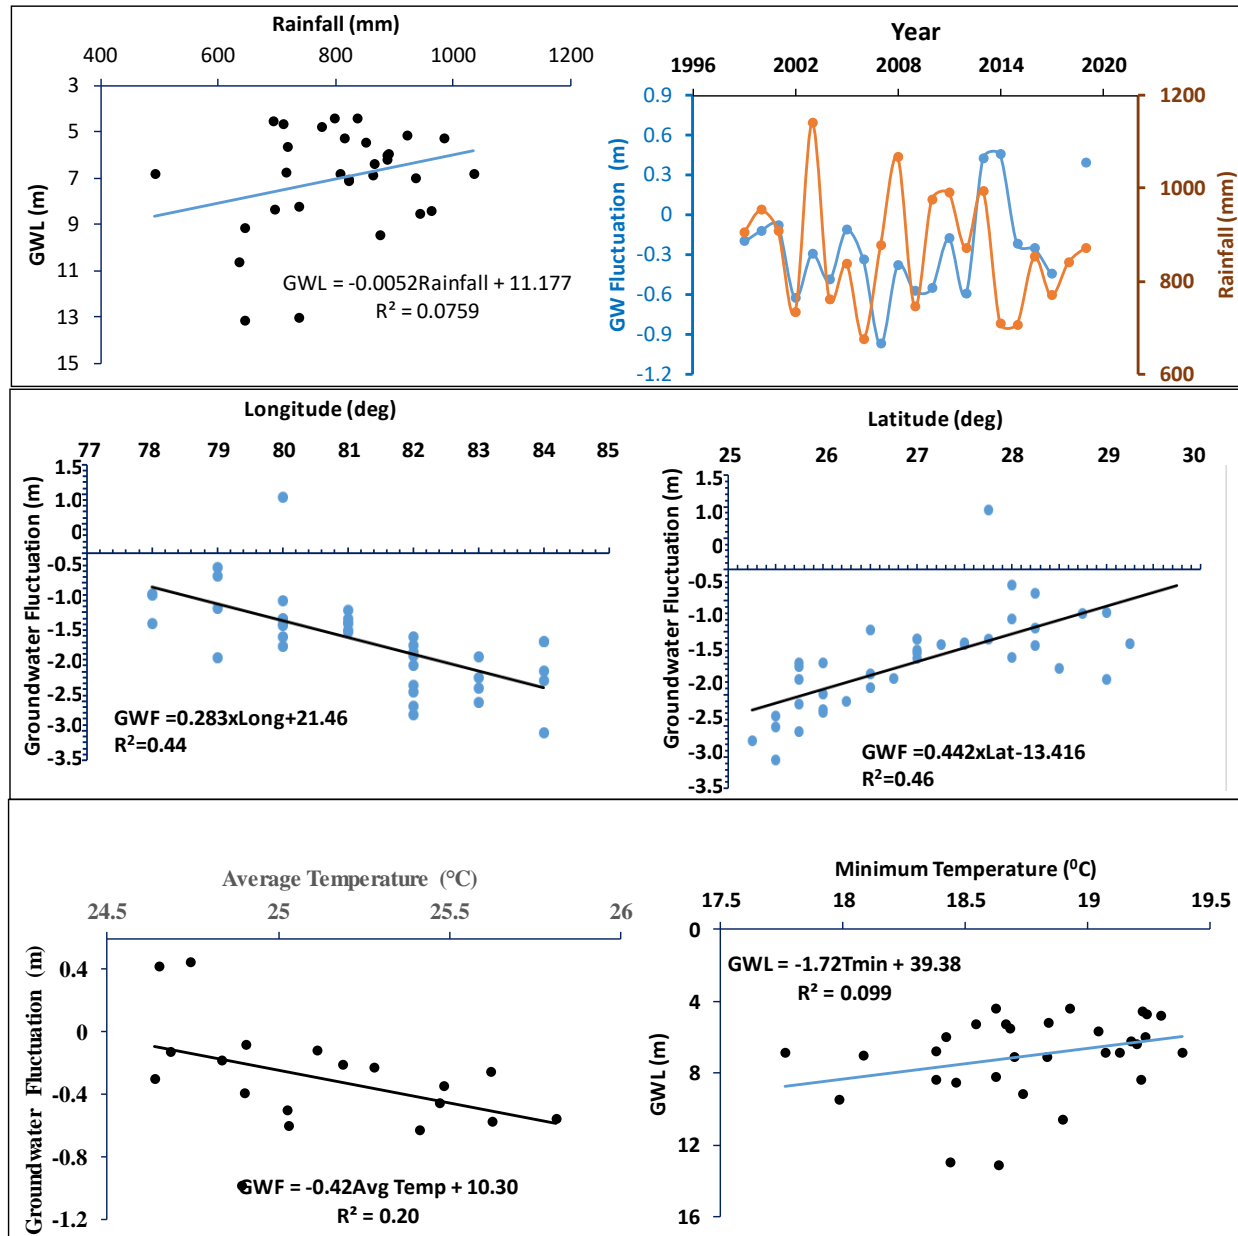 Rainfall (mm)
400 600 800 1000 1200
3
5
7
9
11
13
15
GWL (m)
GWL = -0.0052Rainfall + 11.177
R² = 0.0759
Year
1996 2002 2008 2014 2020
0.9
0.6
0.3
0
-0.3
-0.6
-0.9
-1.2
GW Fluctuation (m)
1200
1000
800
600
Rainfall (mm)
Longitude (deg)
77 78 79 80 81 82 83 84 85
1.5
1.0
0
-0.5
-1.0
-1.5
-2.0
-2.5
-3.0
-3.5
Groundwater Fluctuation (m)
GWF =0.283xLong+21.46
R²=0.44
Latitude (deg)
25 26 27 28 29 30
1.5
1.0
0
-0.5
-1.0
-1.5
-2.0
-2.5
-3.0
-3.5
Groundwater Fluctuation (m)
GWF =0.442xLat-13.416
R²=0.46
Average Temperature (°C)
24.5 25 25.5 26
0.4
0
-0.4
-0.8
-1.2
Groundwater Fluctuation (m)
GWF = -0.42Avg Temp + 10.30
R² = 0.20
Minimum Temperature (⁰C)
17.5 18 18.5 19 19.5
0
4
8
12
16
GWL (m)
GWL = -1.72Tmin + 39.38
R² = 0.099